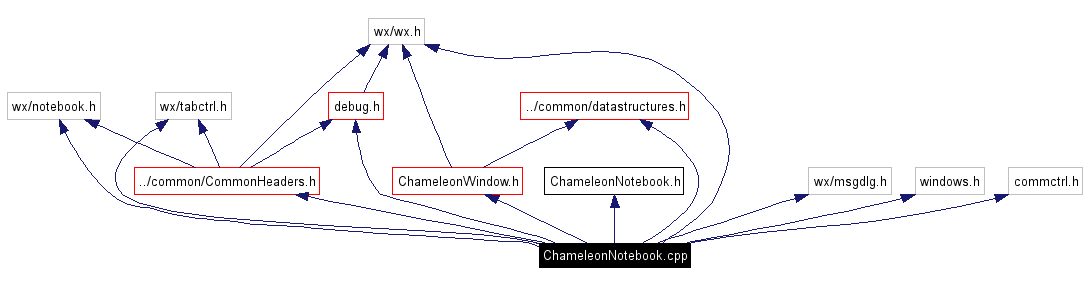 wx/wx.h
wx/notebook.h
wx/tabctrl.h
debug.h
../common/datastructures.h
../common/CommonHeaders.h
ChameleonWindow.h
ChameleonNotebook.h
wx/msgdlg.h
windows.h
commctrl.h
ChameleonNotebook.cpp